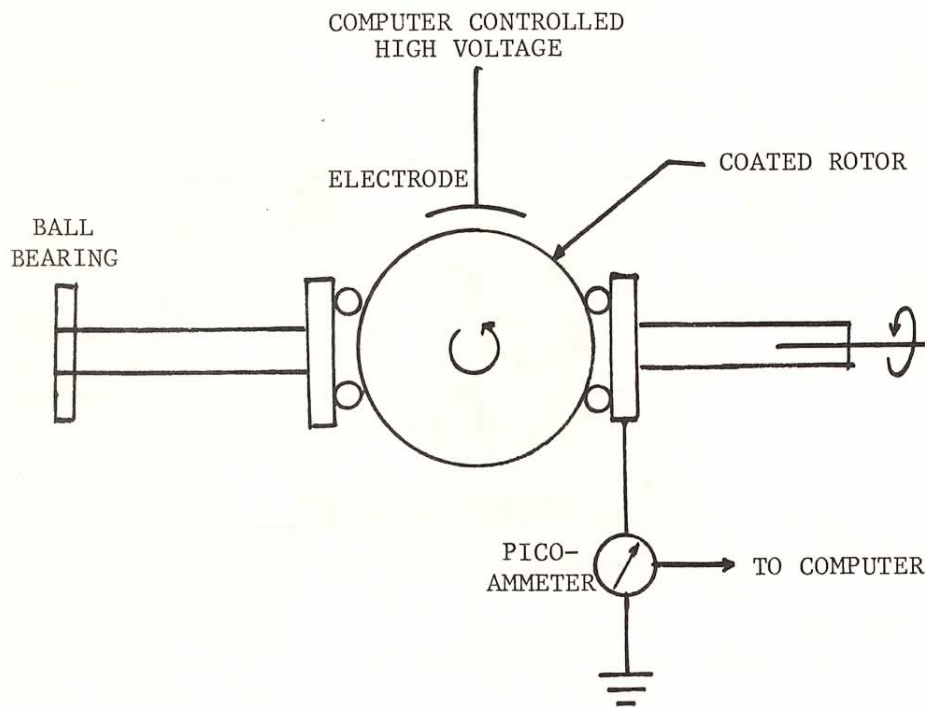 COMPUTER CONTROLLED
HIGH VOLTAGE
ELECTRODE
COATED ROTOR
BALL
BEARING
PICO-
AMMETER
TO COMPUTER